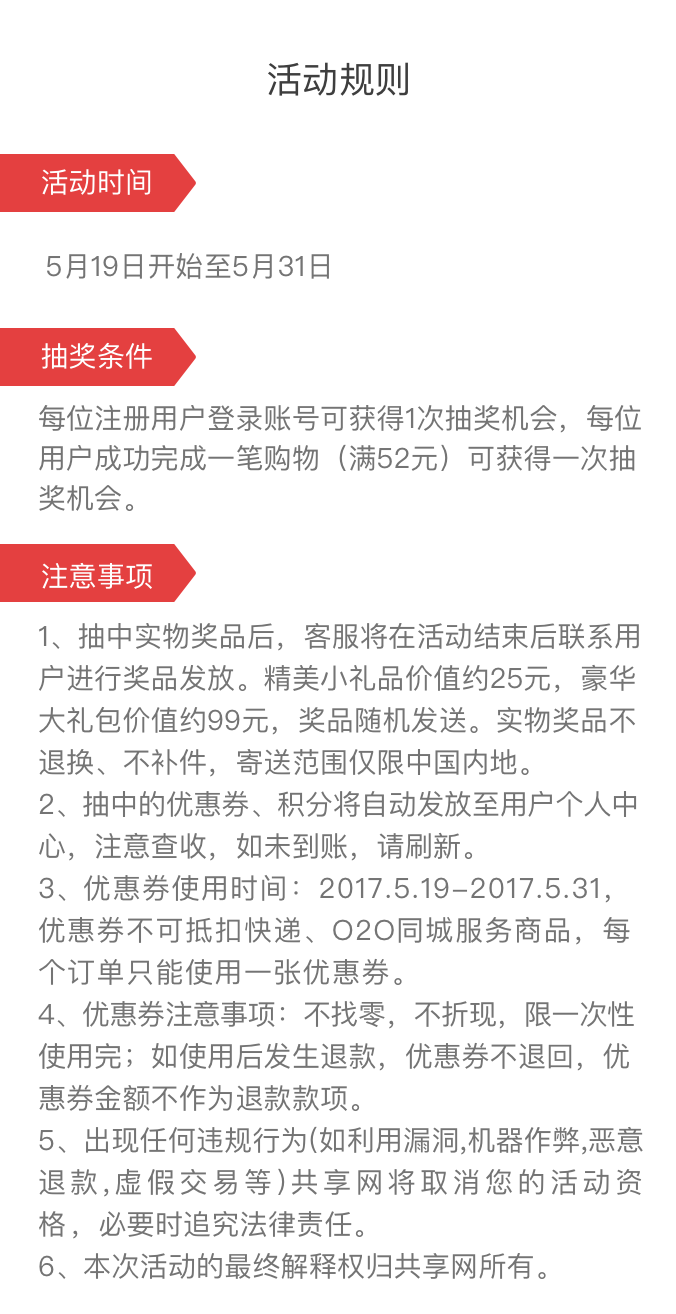 活动规则
活动时间
5月19日开始至5月31日
抽奖条件
每位注册用户登录账号可获得1次抽奖机会，每位
用户成功完成一笔购物（满52元）可获得一次抽
奖机会。
注意事项
1、抽中实物奖品后，客服将在活动结束后联系用
户进行奖品发放。精美小礼品价值约25元，豪华
大礼包价值约99元，奖品随机发送。实物奖品不
退换、不补件，寄送范围仅限中国内地。
2、抽中的优惠券、积分将自动发放至用户个人中
心，注意查收，如未到账，请刷新。
3、优惠券使用时间：2017.5.19–2017.5.31，
优惠券不可抵扣快递、O2O同城服务商品，每
个订单只能使用一张优惠券。
4、优惠券注意事项：不找零，不折现，限一次性
使用完；如使用后发生退款，优惠券不退回，优
惠券金额不作为退款款项。
5、出现任何违规行为(如利用漏洞,机器作弊,恶意
退款,虚假交易等)共享网将取消您的活动资
格，必要时追究法律责任。
6、本次活动的最终解释权归共享网所有。